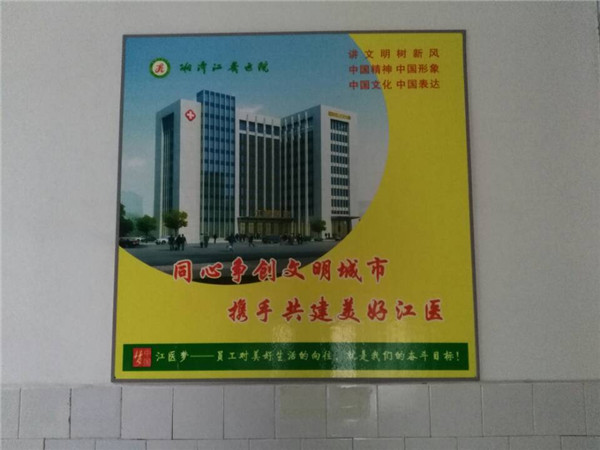 湘潭江麓医院
讲文明树新风
中国精神 中国形象
中国文化 中国表达
同心争创文明城市
携手共建美好江医
中国梦
江医梦——员工对美好生活的向往，就是我们的奋斗目标！